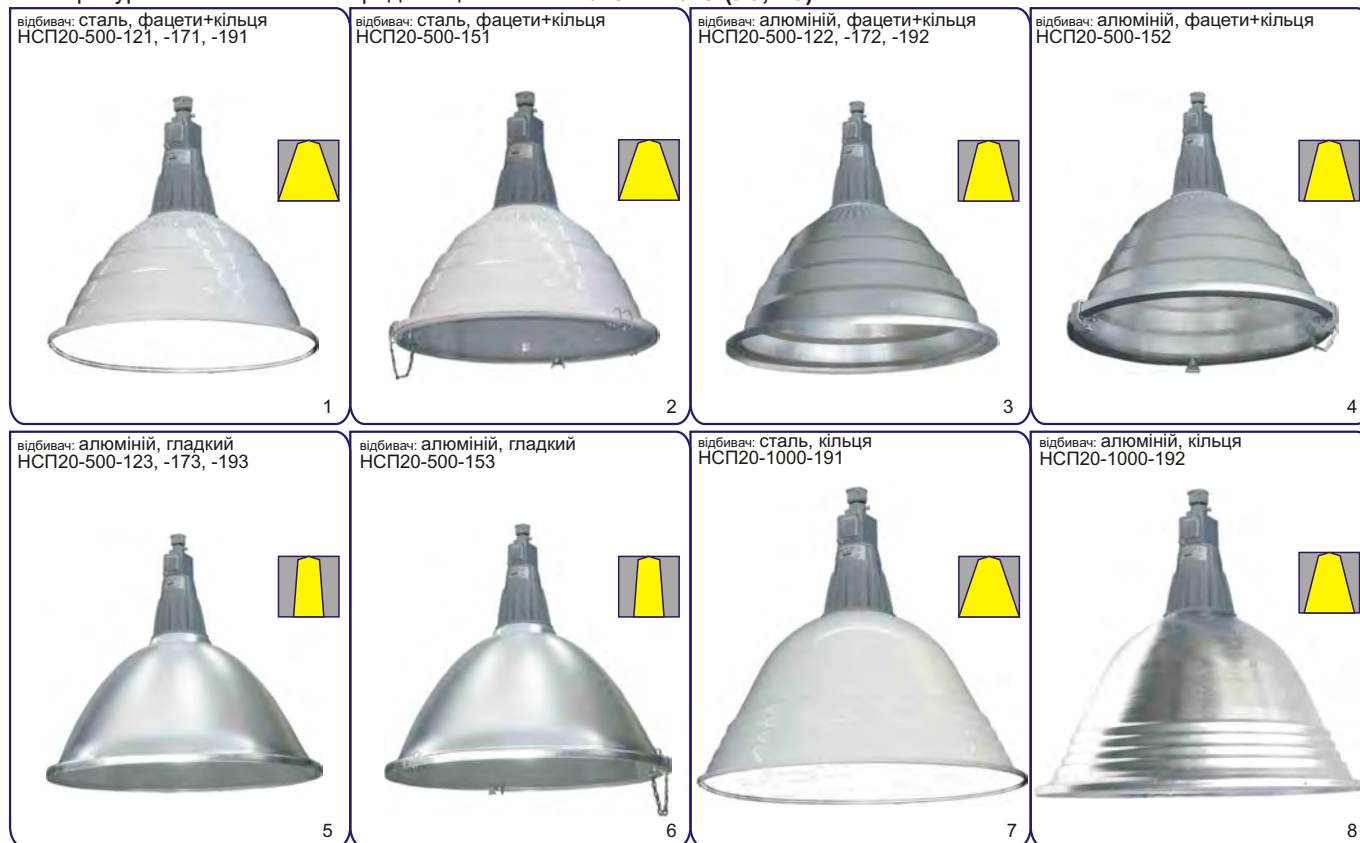 відбивач: сталь, фацети+кільця
НСП20-500-121, -171, -191
1
відбивач: сталь, фацети+кільця
НСП20-500-151
2
відбивач: алюміній, фацети+кільця
НСП20-500-122, -172, -192
3
відбивач: алюміній, фацети+кільця
НСП20-500-152
4
відбивач: алюміній, гладкий
НСП20-500-123, -173, -193
5
відбивач: алюміній, гладкий
НСП20-500-153
6
відбивач: сталь, кільця
НСП20-1000-191
7
відбивач: алюміній, кільця
НСП20-1000-192
8